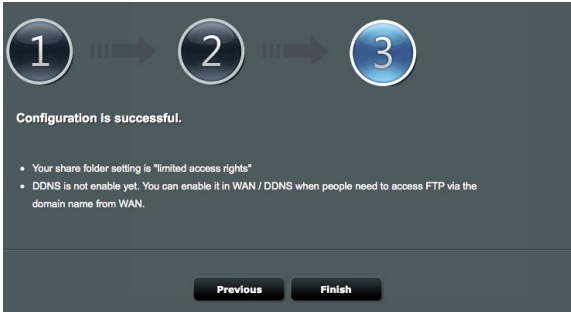 1 2 3
Configuration is successful.
• Your share folder setting is "limited access rights"
• DDNS is not enable yet. You can enable it in WAN / DDNS when people need to access FTP via the
domain name from WAN.
Previous Finish